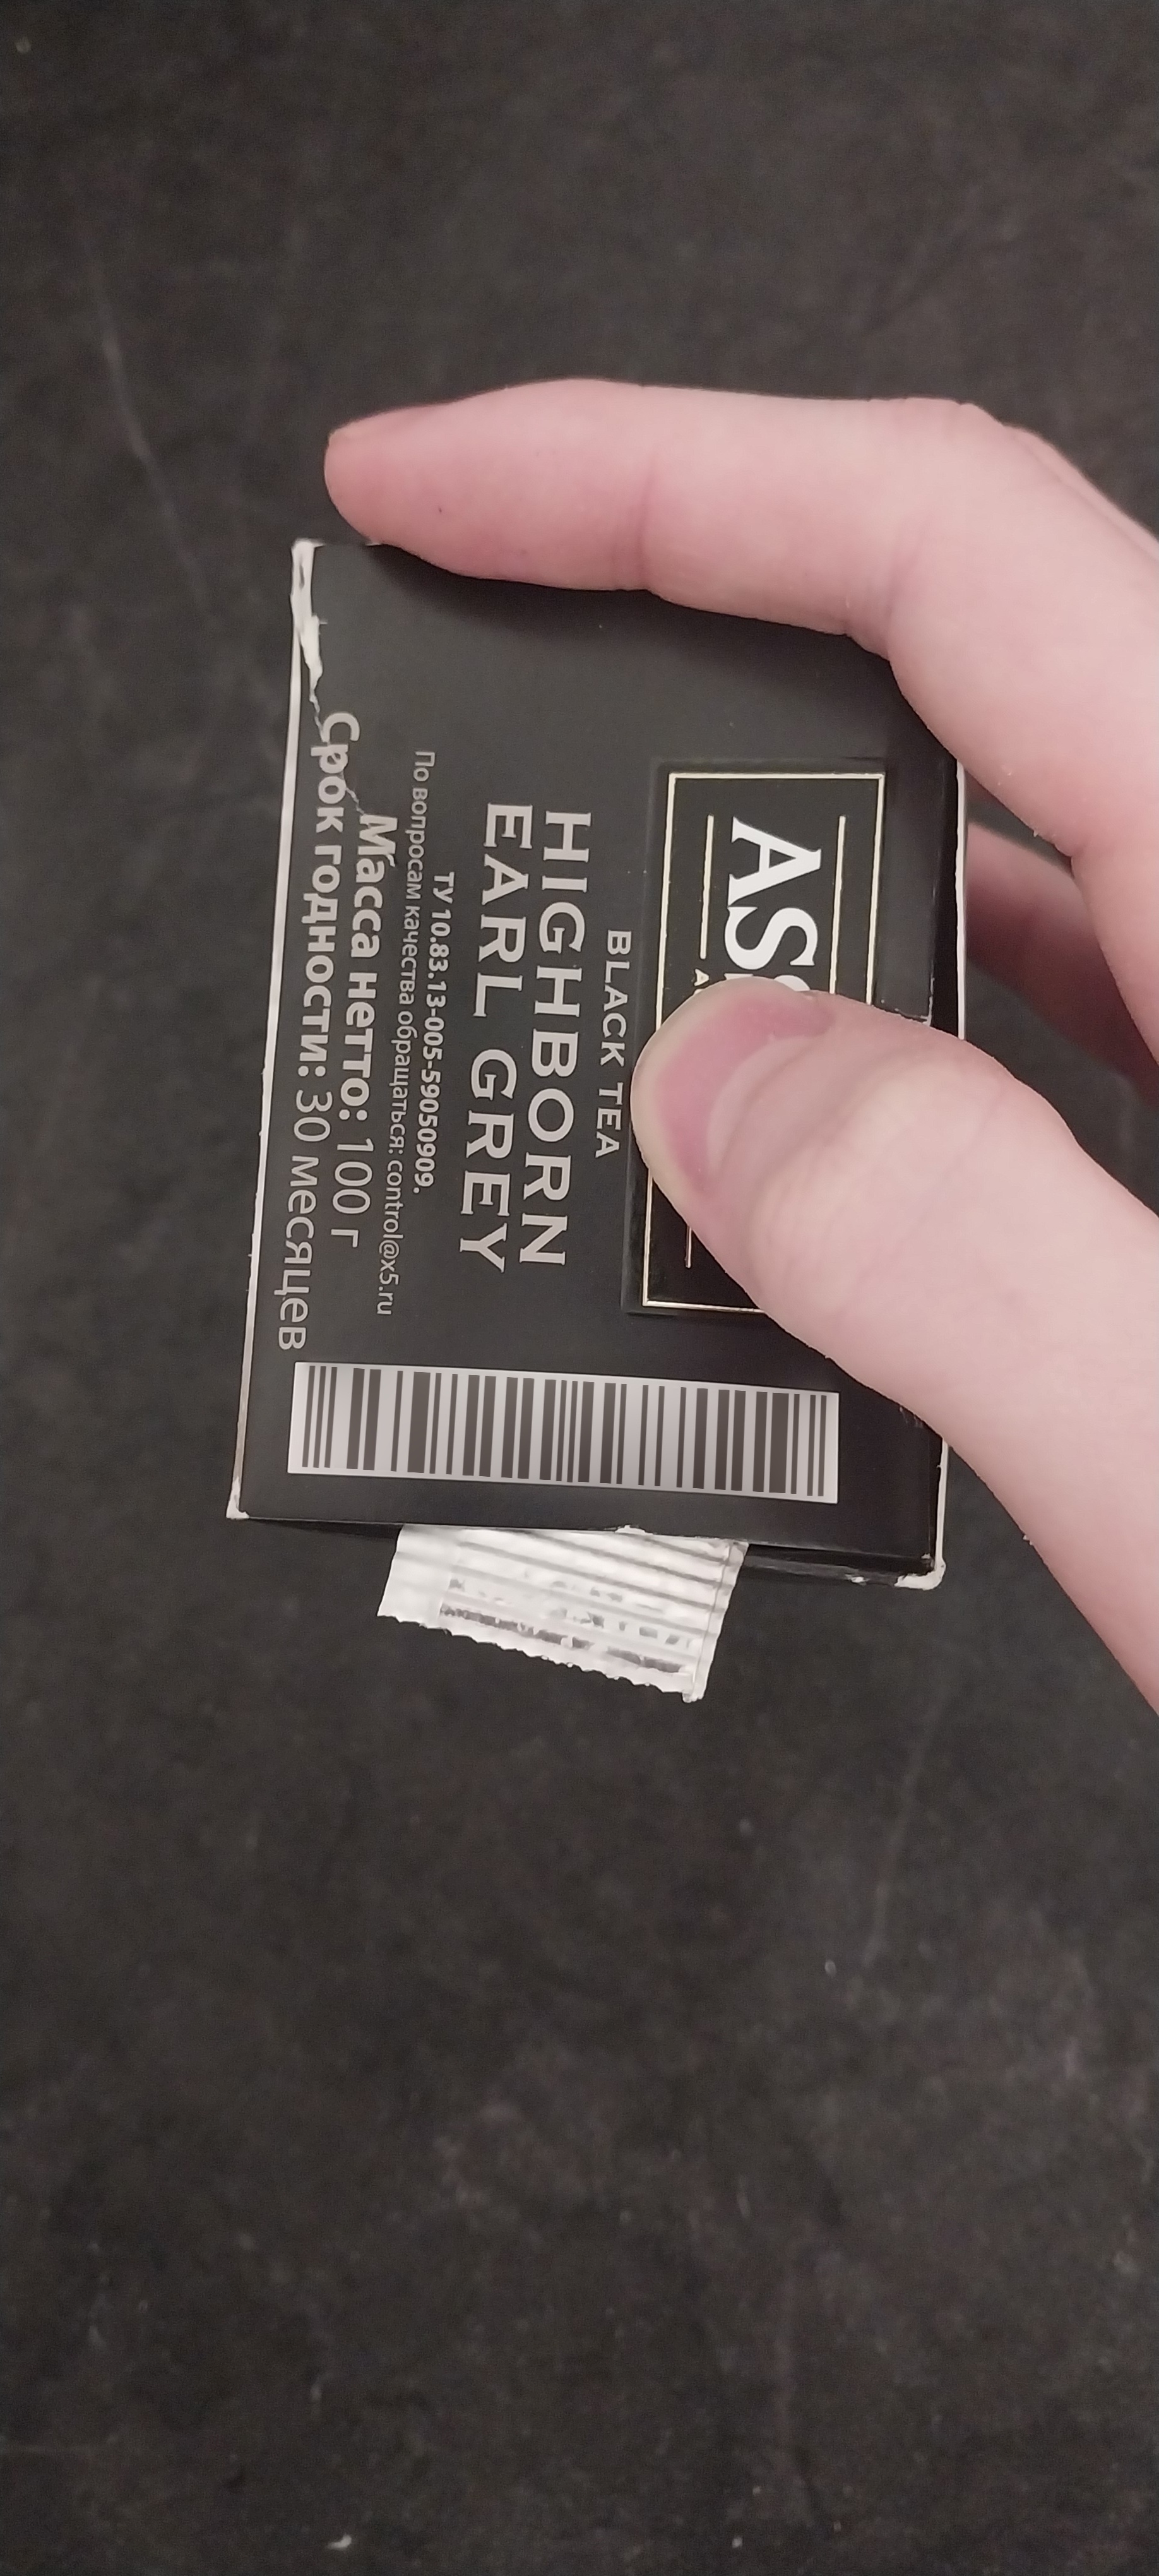 BLACK TEA
HIGHBORN
EARL GREY
ТУ 10.83.13-005-59050909.
По вопросам качества обращаться: control@x5.ru
Масса нетто: 100 г
Срок годности: 30 месяцев